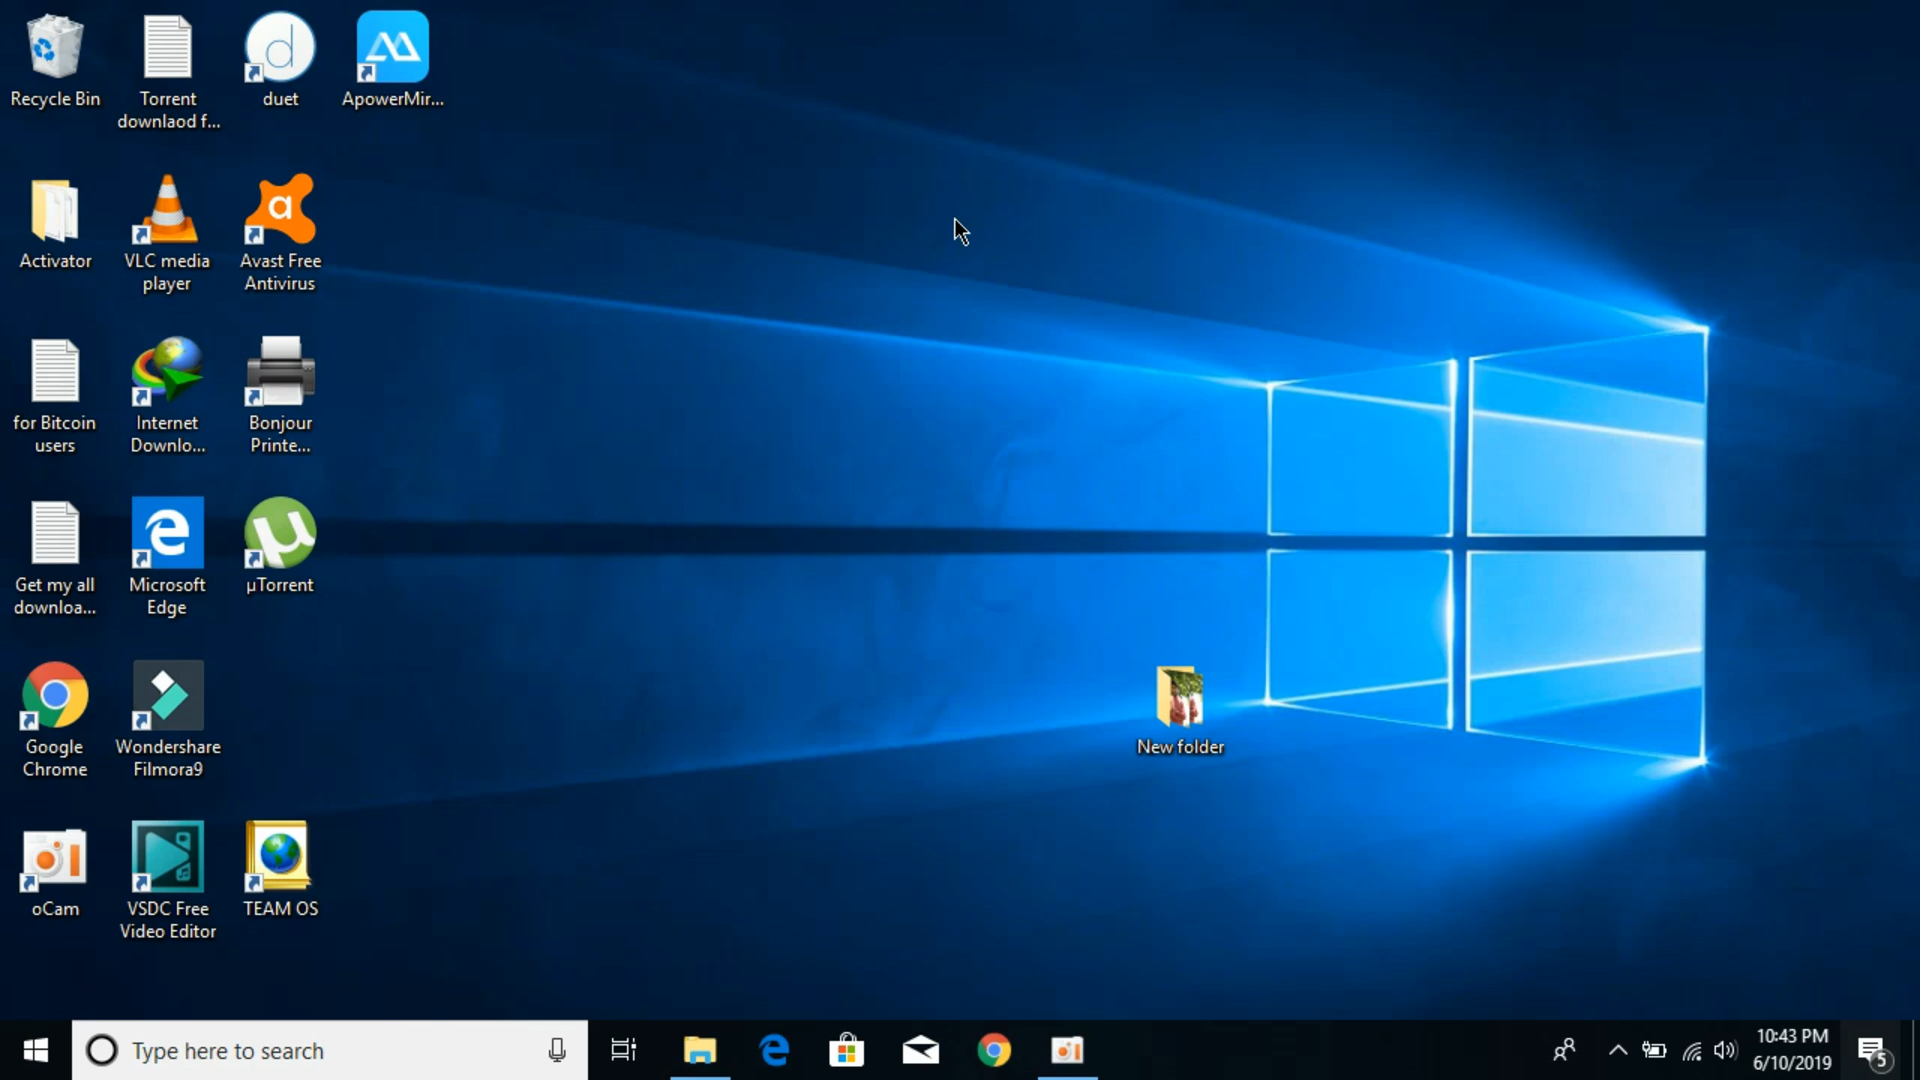 Recycle Bin
Torrent
downlaod f...
duet
ApowerMir...
Activator
VLC media
player
a
Avast Free
Antivirus
for Bitcoin
users
Internet
Downlo...
Bonjour
Printe...
Get my all
downloa...
Microsoft
Edge
µTorrent
Google
Chrome
Wondershare
Filmora9
New folder
oCam
VSDC Free
Video Editor
TEAM OS
Type here to search
10:43 PM
6/10/2019
5